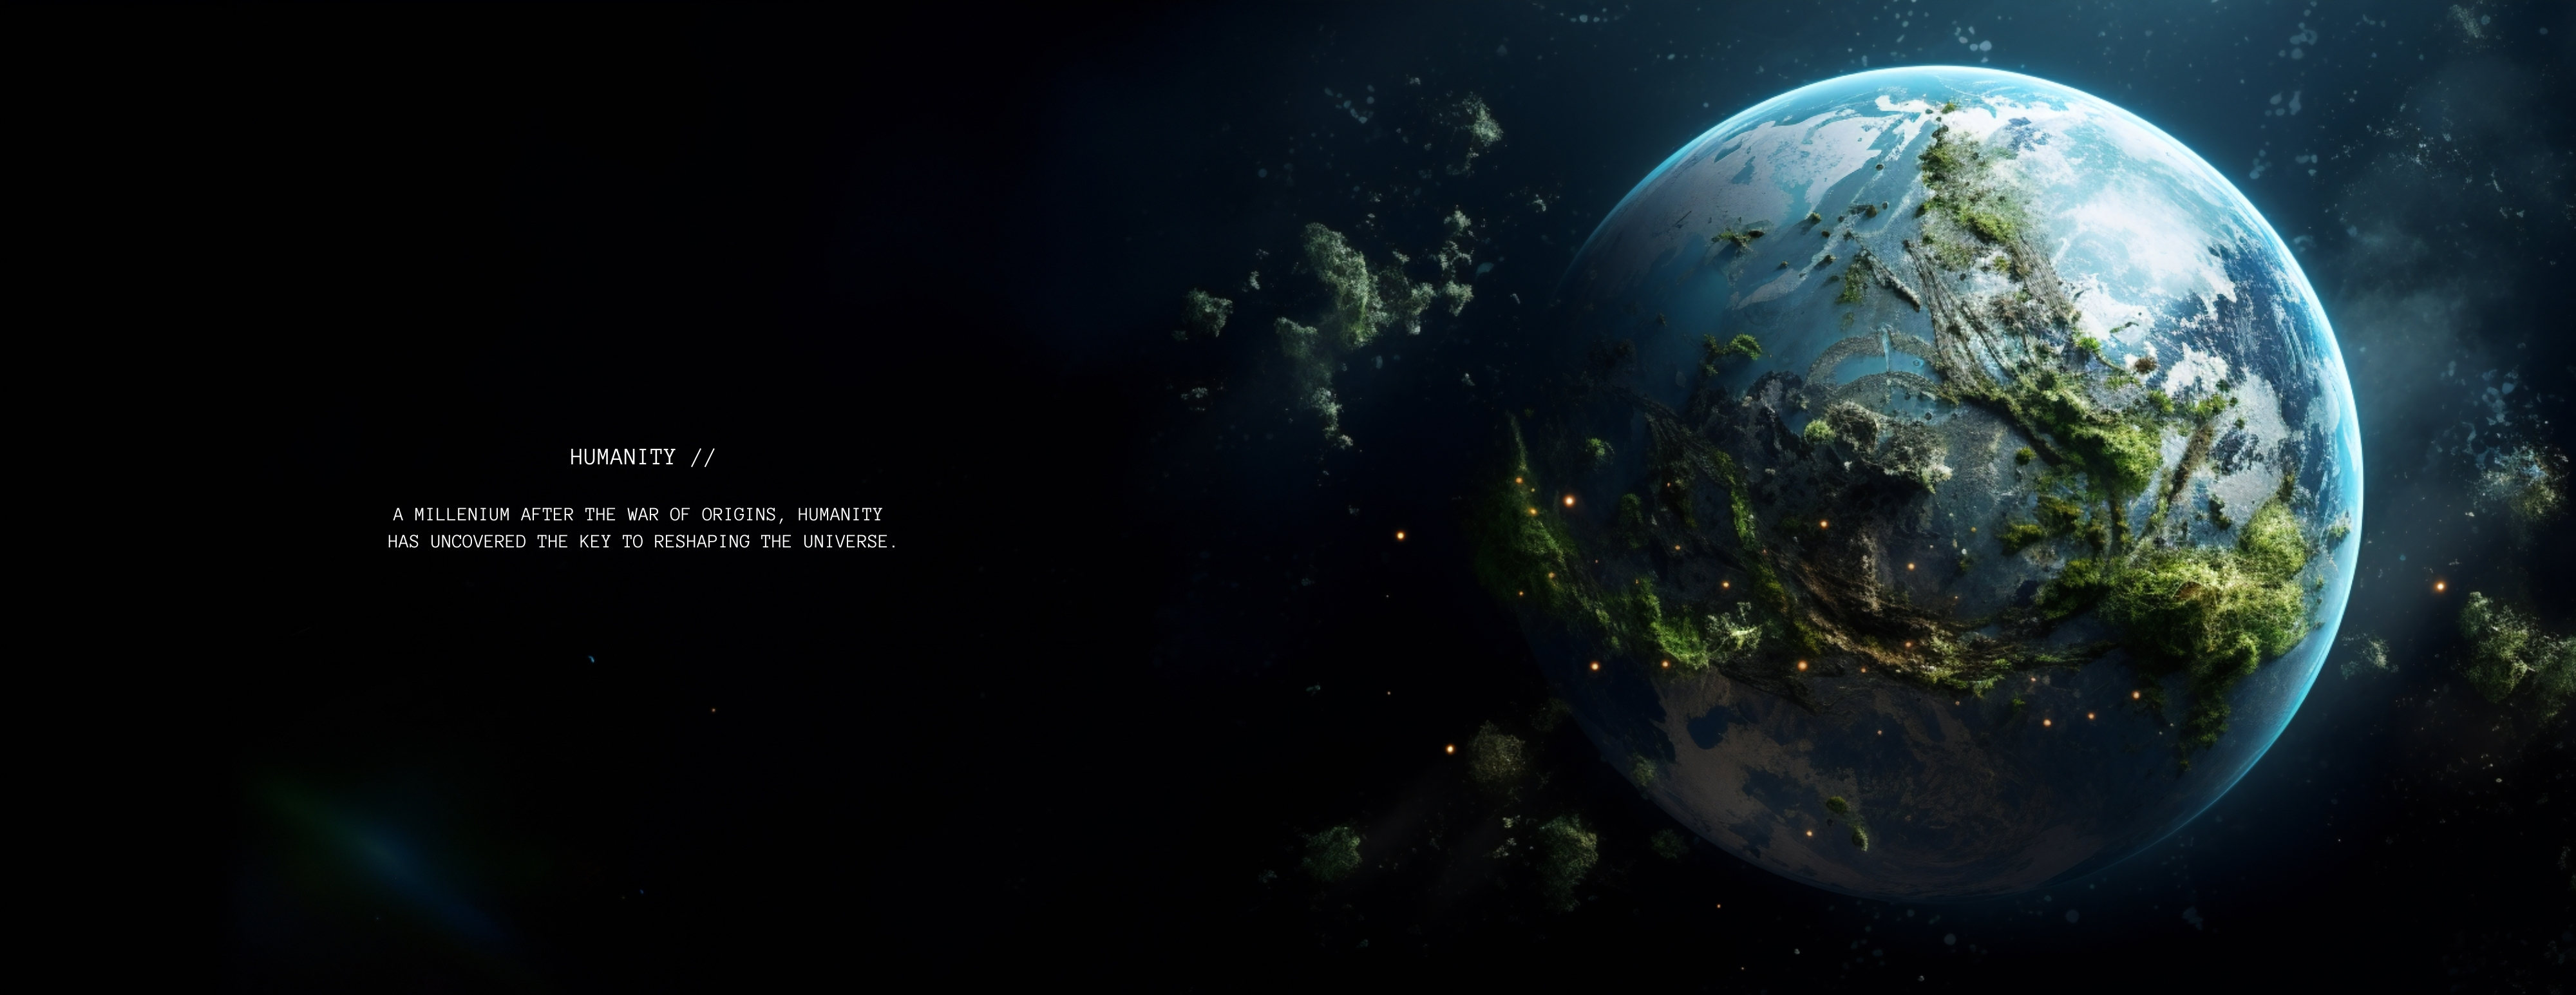 HUMANITY //
A MILLENIUM AFTER THE WAR OF ORIGINS, HUMANITY
HAS UNCOVERED THE KEY TO RESHAPING THE UNIVERSE.